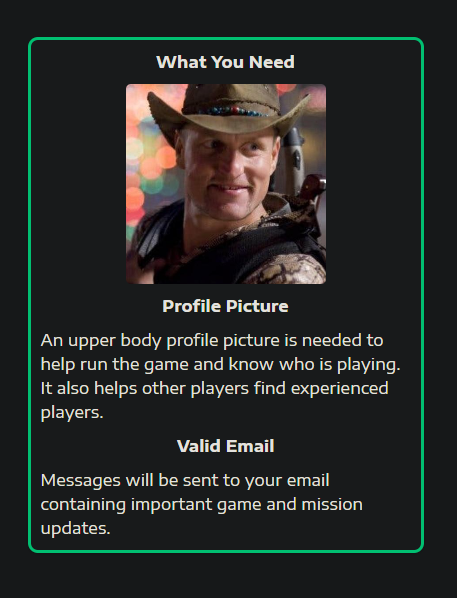 What You Need
Profile Picture
An upper body profile picture is needed to
help run the game and know who is playing.
It also helps other players find experienced
players.
Valid Email
Messages will be sent to your email
containing important game and mission
updates.